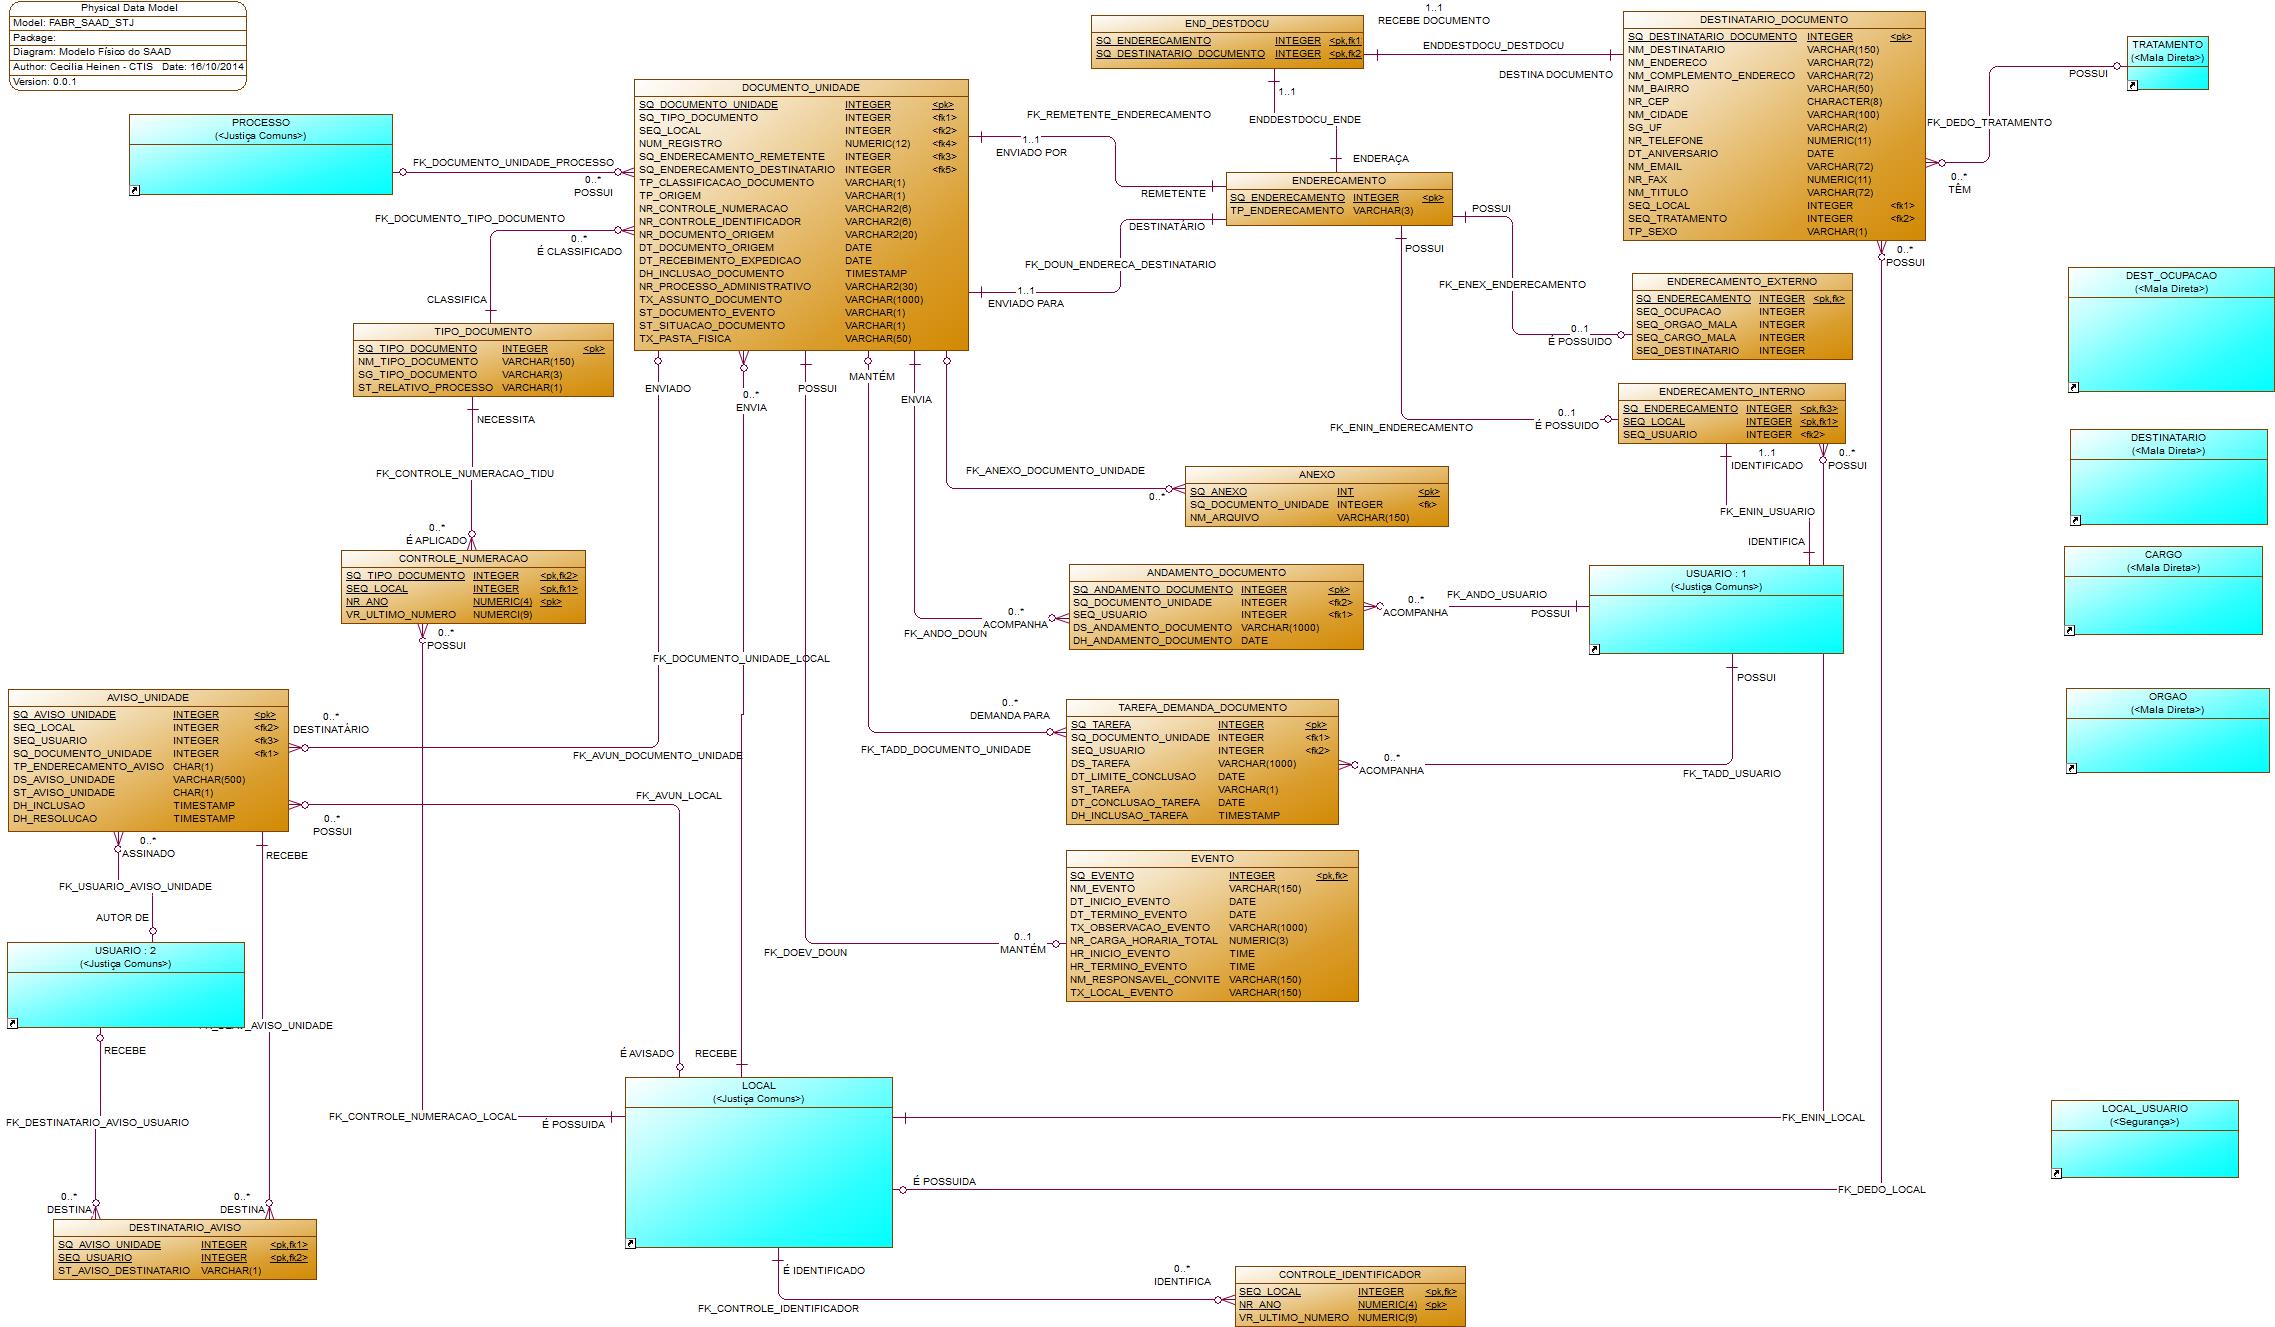 Physical Data Model
Model: FABR_SAAD_STJ
Package:
Diagram: Modelo Físico do SAAD
Author: Cecilia Heinen - CTIS Date: 16/10/2014
Version: 0.0.1
PROCESSO
(<Justiça Comuns>)
FK_DOCUMENTO_UNIDADE_PROCESSO
0..*
POSSUI
FK_DOCUMENTO_TIPO_DOCUMENTO
0..*
É CLASSIFICADO
CLASSIFICA
DOCUMENTO_UNIDADE
SQ_DOCUMENTO_UNIDADE INTEGER <pk>
SQ_TIPO_DOCUMENTO INTEGER <fk1>
SEQ_LOCAL INTEGER <fk2>
NUM_REGISTRO NUMERIC(12) <fk4>
SQ_ENDERECAMENTO_REMETENTE INTEGER <fk3>
SQ_ENDERECAMENTO_DESTINATARIO INTEGER <fk5>
TP_CLASSIFICACAO_DOCUMENTO VARCHAR(1)
TP_ORIGEM VARCHAR(1)
NR_CONTROLE_NUMERACAO VARCHAR2(6)
NR_CONTROLE_IDENTIFICADOR VARCHAR2(6)
NR_DOCUMENTO_ORIGEM VARCHAR2(20)
DT_DOCUMENTO_ORIGEM DATE
DT_RECEBIMENTO_EXPEDICAO DATE
DH_INCLUSAO_DOCUMENTO TIMESTAMP
NR_PROCESSO_ADMINISTRATIVO VARCHAR2(30)
TX_ASSUNTO_DOCUMENTO VARCHAR(1000)
ST_DOCUMENTO_EVENTO VARCHAR(1)
ST_SITUACAO_DOCUMENTO VARCHAR(1)
TX_PASTA_FISICA VARCHAR(50)
END_DESTDOCU
SQ_ENDERECAMENTO INTEGER <pk,fk1
SQ_DESTINATARIO_DOCUMENTO INTEGER <pk,fk2
1..1
RECEBE DOCUMENTO
ENDDESTDOCU_DESTDOCU
DESTINA DOCUMENTO
1..1
ENDDESTDOCU_ENDE
ENDERAÇA
DESTINATARIO_DOCUMENTO
SQ_DESTINATARIO_DOCUMENTO INTEGER <pk>
NM_DESTINATARIO VARCHAR(150)
NM_ENDERECO VARCHAR(72)
NM_COMPLEMENTO_ENDERECO VARCHAR(72)
NM_BAIRRO VARCHAR(50)
NR_CEP CHARACTER(8)
NM_CIDADE VARCHAR(100)
SG_UF VARCHAR(2)
NR_TELEFONE NUMERIC(11)
DT_ANIVERSARIO DATE
NM_EMAIL VARCHAR(72)
NR_FAX NUMERIC(11)
NM_TITULO VARCHAR(72)
SEQ_LOCAL INTEGER <fk1>
SEQ_TRATAMENTO INTEGER <fk2>
TP_SEXO VARCHAR(1)
TRATAMENTO
(<Mala Direta>)
POSSUI
FK_DEDO_TRATAMENTO
0..*
TÊM
0..*
POSSUI
FK_REMETENTE_ENDERECAMENTO
1..1
ENVIADO POR
REMETENTE
DESTINATÁRIO
FK_DOUN_ENDERECA_DESTINATARIO
1..1
ENVIADO PARA
ENDERECAMENTO
SQ_ENDERECAMENTO INTEGER <pk>
TP_ENDERECAMENTO VARCHAR(3)
POSSUI
POSSUI
FK_ENEX_ENDERECAMENTO
0..1
É POSSUIDO
ENDERECAMENTO_EXTERNO
SQ_ENDERECAMENTO INTEGER <pk,fk>
SEQ_OCUPACAO INTEGER
SEQ_ORGAO_MALA INTEGER
SEQ_CARGO_MALA INTEGER
SEQ_DESTINATARIO INTEGER
DEST_OCUPACAO
(<Mala Direta>)
TIPO_DOCUMENTO
SQ_TIPO_DOCUMENTO INTEGER <pk>
NM_TIPO_DOCUMENTO VARCHAR(150)
SG_TIPO_DOCUMENTO VARCHAR(3)
ST_RELATIVO_PROCESSO VARCHAR(1)
NECESSITA
FK_CONTROLE_NUMERACAO_TIDU
0..*
É APLICADO
ENVIADO
0..*
ENVIA
POSSUI
MANTÉM
ENVIA
FK_ENIN_ENDERECAMENTO
0..1
É POSSUIDO
ENDERECAMENTO_INTERNO
SQ_ENDERECAMENTO INTEGER <pk,fk3>
SEQ_LOCAL INTEGER <pk,fk1>
SEQ_USUARIO INTEGER <fk2>
1..1
IDENTIFICADO
0..*
POSSUI
FK_ENIN_USUARIO
IDENTIFICA
DESTINATARIO
(<Mala Direta>)
FK_ANEXO_DOCUMENTO_UNIDADE
0..*
ANEXO
SQ_ANEXO INT <pk>
SQ_DOCUMENTO_UNIDADE INTEGER <fk>
NM_ARQUIVO VARCHAR(150)
CONTROLE_NUMERACAO
SQ_TIPO_DOCUMENTO INTEGER <pk,fk2>
SEQ_LOCAL INTEGER <pk,fk1>
NR_ANO NUMERIC(4) <pk>
VR_ULTIMO_NUMERO NUMERCI(9)
0..*
POSSUI
CARGO
(<Mala Direta>)
ANDAMENTO_DOCUMENTO
SQ_ANDAMENTO_DOCUMENTO INTEGER <pk>
SQ_DOCUMENTO_UNIDADE INTEGER <fk2>
SEQ_USUARIO INTEGER <fk1>
DS_ANDAMENTO_DOCUMENTO VARCHAR(1000)
DH_ANDAMENTO_DOCUMENTO DATE
0..*
ACOMPANHA
FK_ANDO_DOUN
0..*
ACOMPANHA
FK_ANDO_USUARIO
POSSUI
USUARIO : 1
(<Justiça Comuns>)
POSSUI
FK_DOCUMENTO_UNIDADE_LOCAL
AVISO_UNIDADE
SQ_AVISO_UNIDADE INTEGER <pk>
SEQ_LOCAL INTEGER <fk2>
SEQ_USUARIO INTEGER <fk3>
SQ_DOCUMENTO_UNIDADE INTEGER <fk1>
TP_ENDERECAMENTO_AVISO CHAR(1)
DS_AVISO_UNIDADE VARCHAR(500)
ST_AVISO_UNIDADE CHAR(1)
DH_INCLUSAO TIMESTAMP
DH_RESOLUCAO TIMESTAMP
0..*
DESTINATÁRIO
FK_AVUN_DOCUMENTO_UNIDADE
FK_AVUN_LOCAL
0..*
POSSUI
0..*
DEMANDA PARA
FK_TADD_DOCUMENTO_UNIDADE
TAREFA_DEMANDA_DOCUMENTO
SQ_TAREFA INTEGER <pk>
SQ_DOCUMENTO_UNIDADE INTEGER <fk1>
SEQ_USUARIO INTEGER <fk2>
DS_TAREFA VARCHAR(1000)
DT_LIMITE_CONCLUSAO DATE
ST_TAREFA VARCHAR(1)
DT_CONCLUSAO_TAREFA DATE
DH_INCLUSAO_TAREFA TIMESTAMP
0..*
ACOMPANHA
FK_TADD_USUARIO
ORGAO
(<Mala Direta>)
0..*
ASSINADO
RECEBE
FK_USUARIO_AVISO_UNIDADE
AUTOR DE
USUARIO : 2
(<Justiça Comuns>)
AVISO_UNIDADE
RECEBE
EVENTO
SQ_EVENTO INTEGER <pk,fk>
NM_EVENTO VARCHAR(150)
DT_INICIO_EVENTO DATE
DT_TERMINO_EVENTO DATE
TX_OBSERVACAO_EVENTO VARCHAR(1000)
NR_CARGA_HORARIA_TOTAL NUMERIC(3)
HR_INICIO_EVENTO TIME
HR_TERMINO_EVENTO TIME
NM_RESPONSAVEL_CONVITE VARCHAR(150)
TX_LOCAL_EVENTO VARCHAR(150)
0..1
MANTÉM
FK_DOEV_DOUN
É AVISADO
RECEBE
LOCAL
(<Justiça Comuns>)
FK_CONTROLE_NUMERACAO_LOCAL
É POSSUIDA
FK_ENIN_LOCAL
É POSSUIDA
FK_DEDO_LOCAL
LOCAL_USUARIO
(<Segurança>)
FK_DESTINATARIO_AVISO_USUARIO
0..*
DESTINA
0..*
DESTINA
DESTINATARIO_AVISO
SQ_AVISO_UNIDADE INTEGER <pk,fk1>
SEQ_USUARIO INTEGER <pk,fk2>
ST_AVISO_DESTINATARIO VARCHAR(1)
É IDENTIFICADO
FK_CONTROLE_IDENTIFICADOR
0..*
IDENTIFICA
CONTROLE_IDENTIFICADOR
SEQ_LOCAL INTEGER <pk,fk>
NR_ANO NUMERIC(4) <pk>
VR_ULTIMO_NUMERO NUMERIC(9)